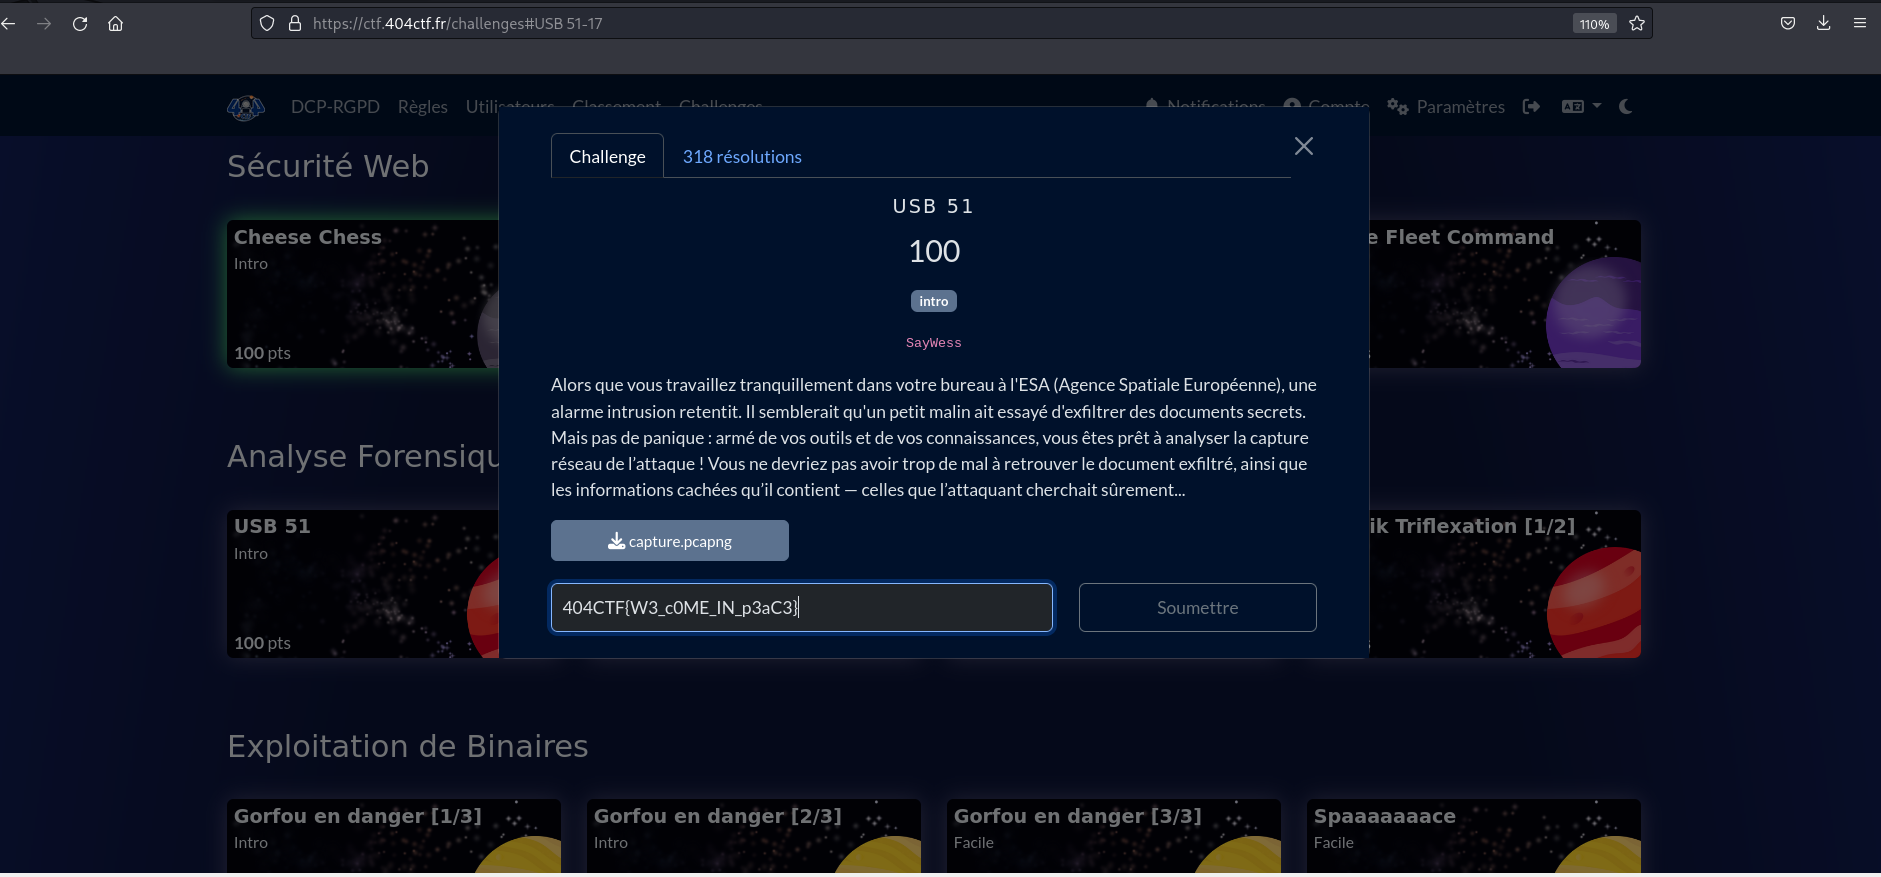 https://ctf.404ctf.fr/challenges#USB 51-17
110%
DCP-RGPD Règles Utilisateurs Classement Challenges Notifications Compte Paramètres
Challenge
318 résolutions
USB 51
100
intro
SayWess
Alors que vous travaillez tranquillement dans votre bureau à l'ESA (Agence Spatiale Européenne), une
alarme intrusion retentit. Il semblerait qu'un petit malin ait essayé d'exfiltrer des documents secrets.
Mais pas de panique : armé de vos outils et de vos connaissances, vous êtes prêt à analyser la capture
réseau de l’attaque ! Vous ne devriez pas avoir trop de mal à retrouver le document exfiltré, ainsi que
les informations cachées qu’il contient — celles que l’attaquant cherchait sûrement...
capture.pcapng
404CTF{W3_c0ME_IN_p3aC3}
Soumettre
Sécurité Web
Cheese Chess
Intro
100 pts
e Fleet Command
Analyse Forensiqu
USB 51
Intro
100 pts
ik Triflexation [1/2]
Exploitation de Binaires
Gorfou en danger [1/3]
Intro
Gorfou en danger [2/3]
Intro
Gorfou en danger [3/3]
Facile
Spaaaaaaace
Facile